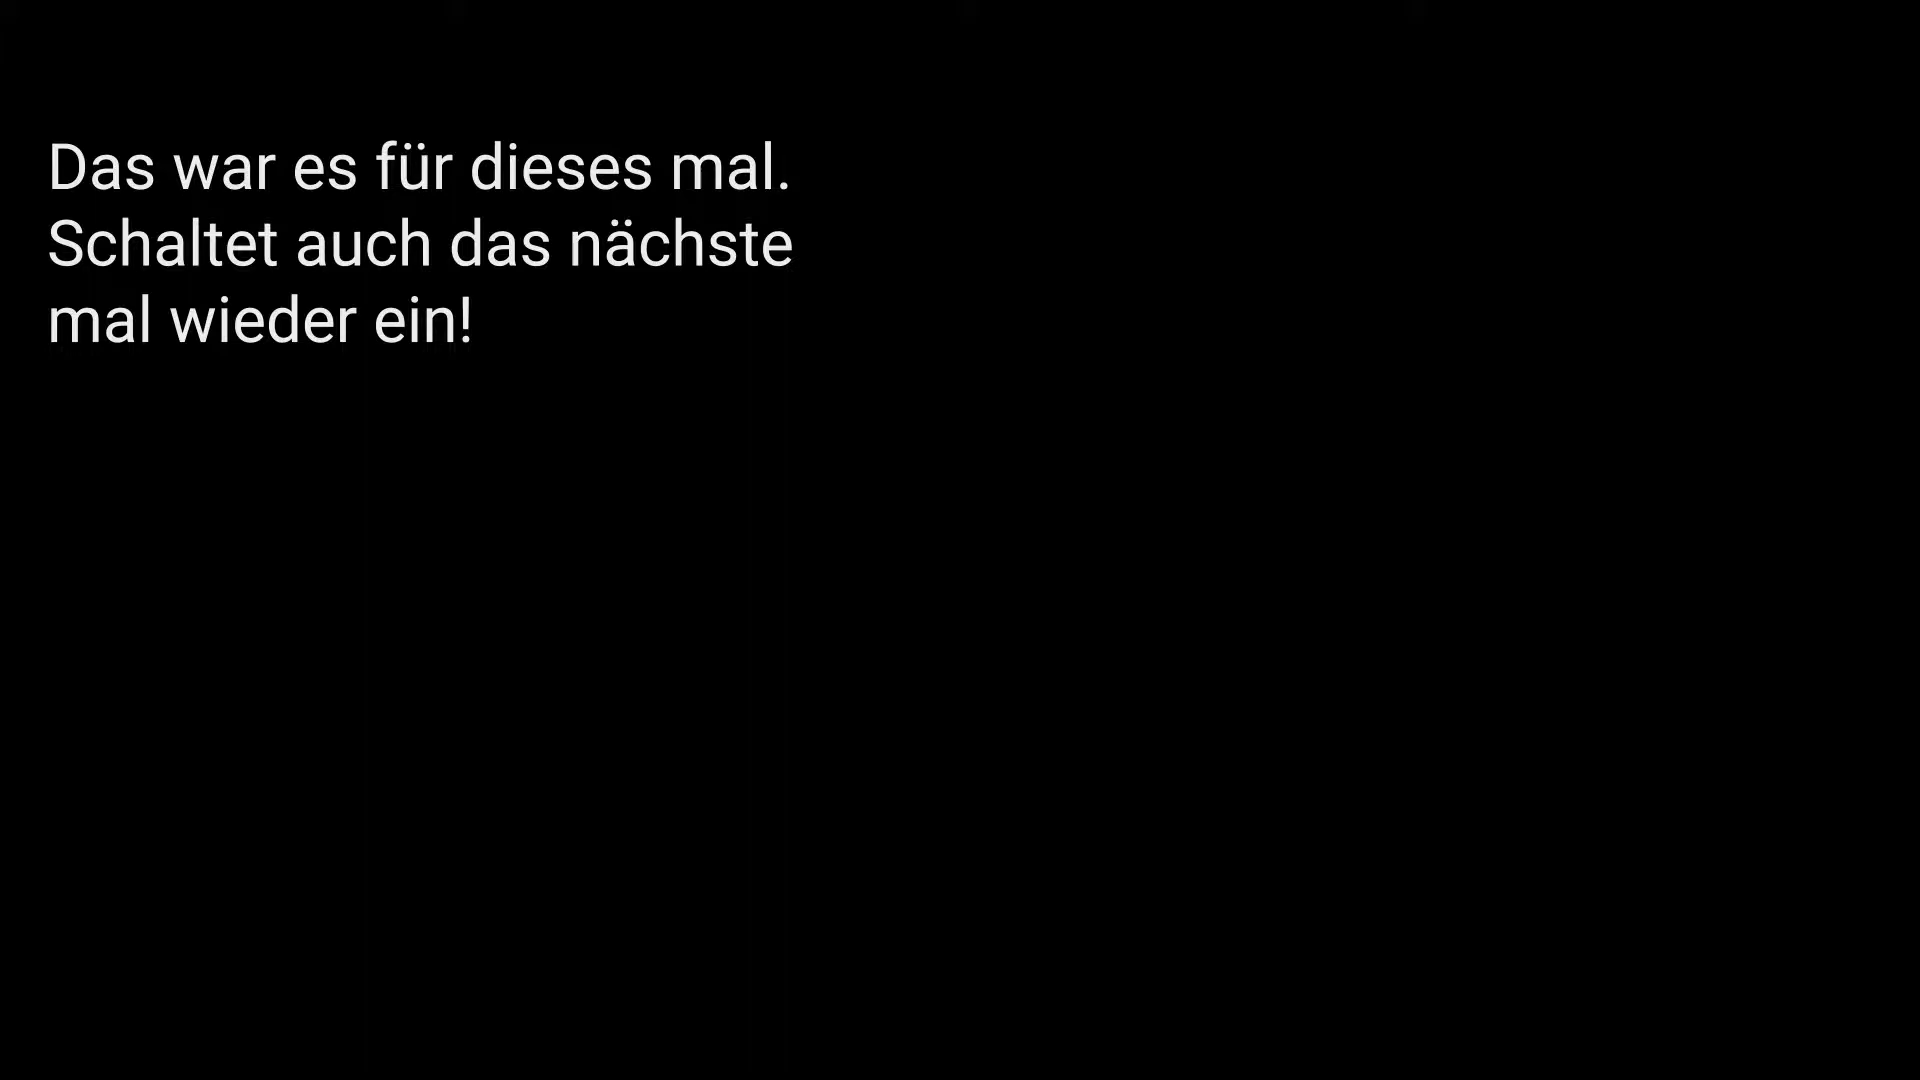 Das war es für dieses mal.
Schaltet auch das nächste
mal wieder ein!